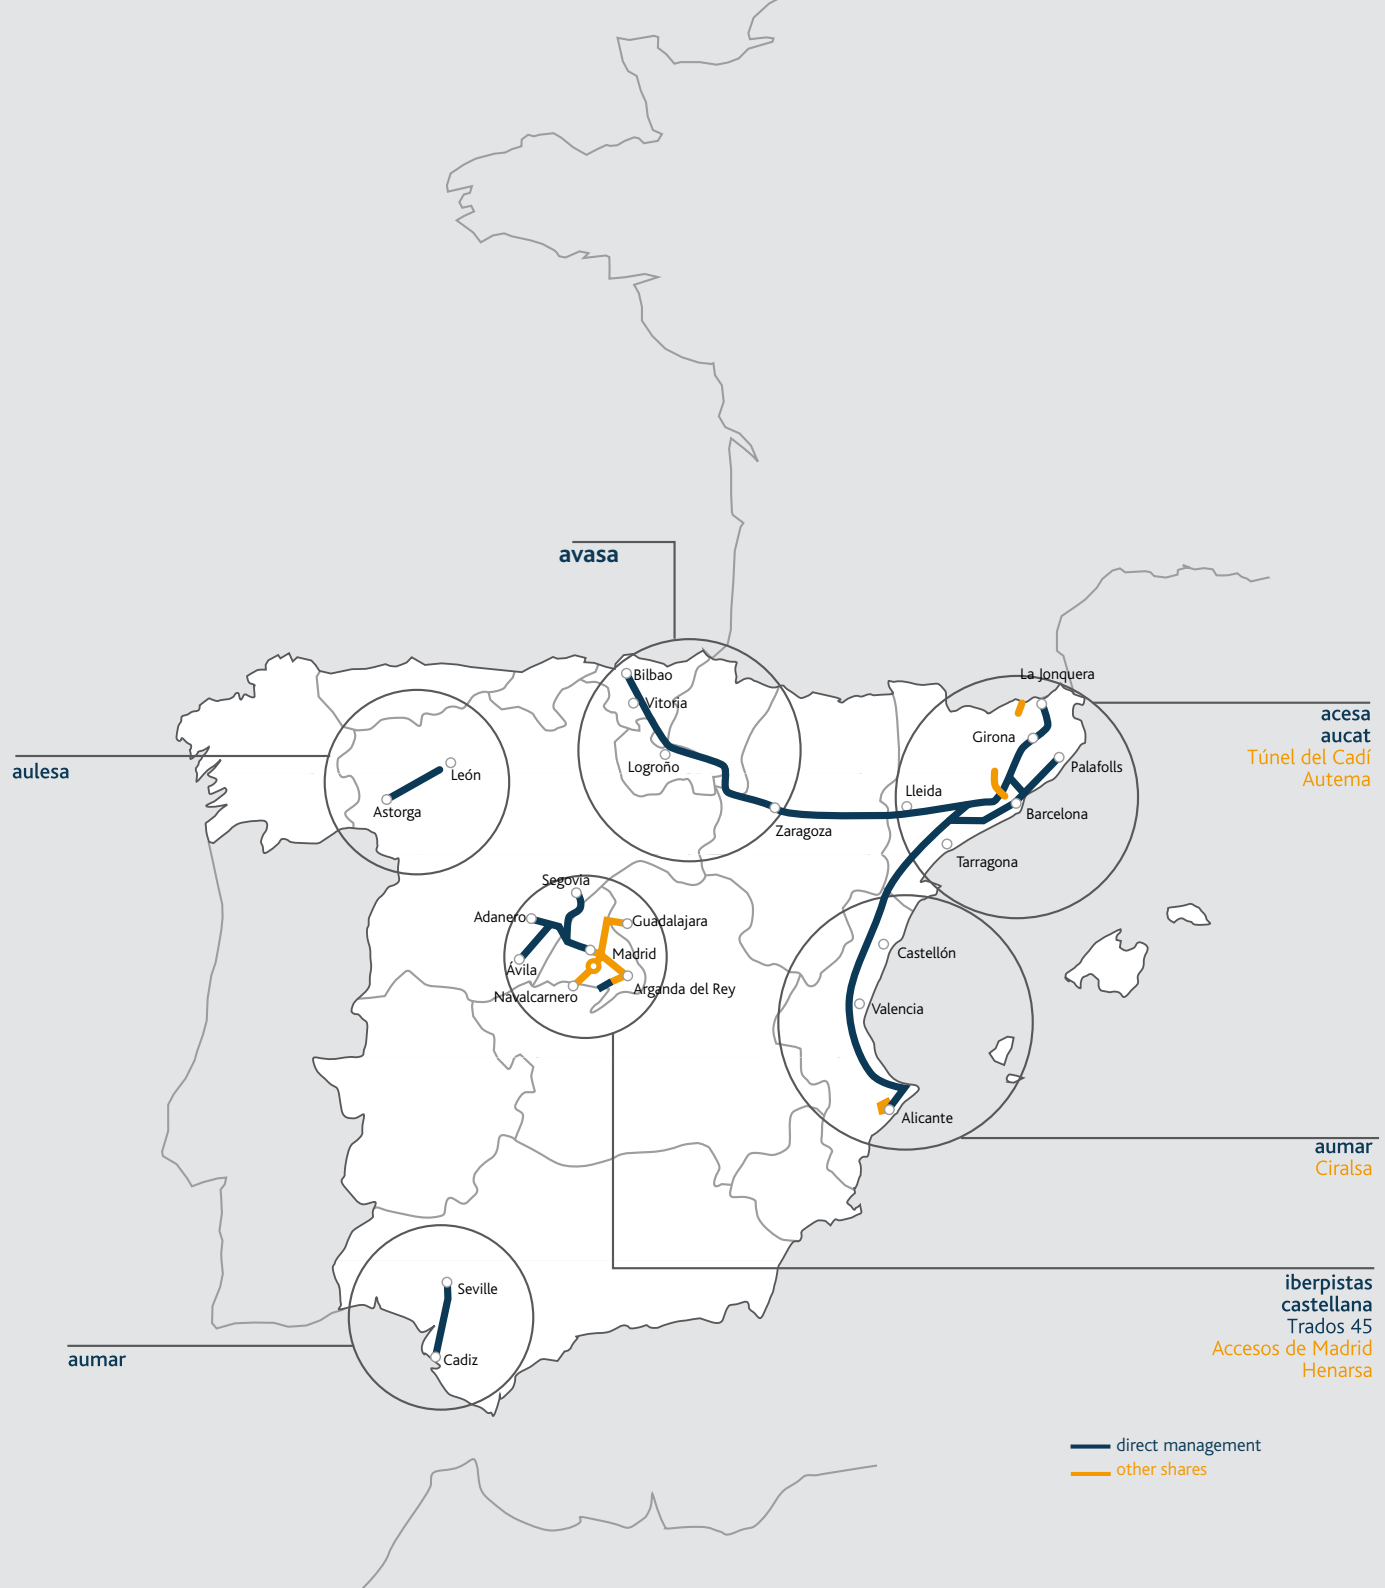 avasa
Bilbao
Vitoria
Logroño
Zaragoza
La Jonquera
Girona
Palafolls
Lleida
Barcelona
Tarragona
acesa
aucat
Túnel del Cadí
Autema
aulesa
León
Astorga
Segovia
Adanero
Guadalajara
Madrid
Ávila
Navalcarnero
Arganda del Rey
Castellón
Valencia
Alicante
aumar
Ciralsa
iberpistas
castellana
Trados 45
Accesos de Madrid
Henarsa
Seville
Cadiz
aumar
direct management
other shares